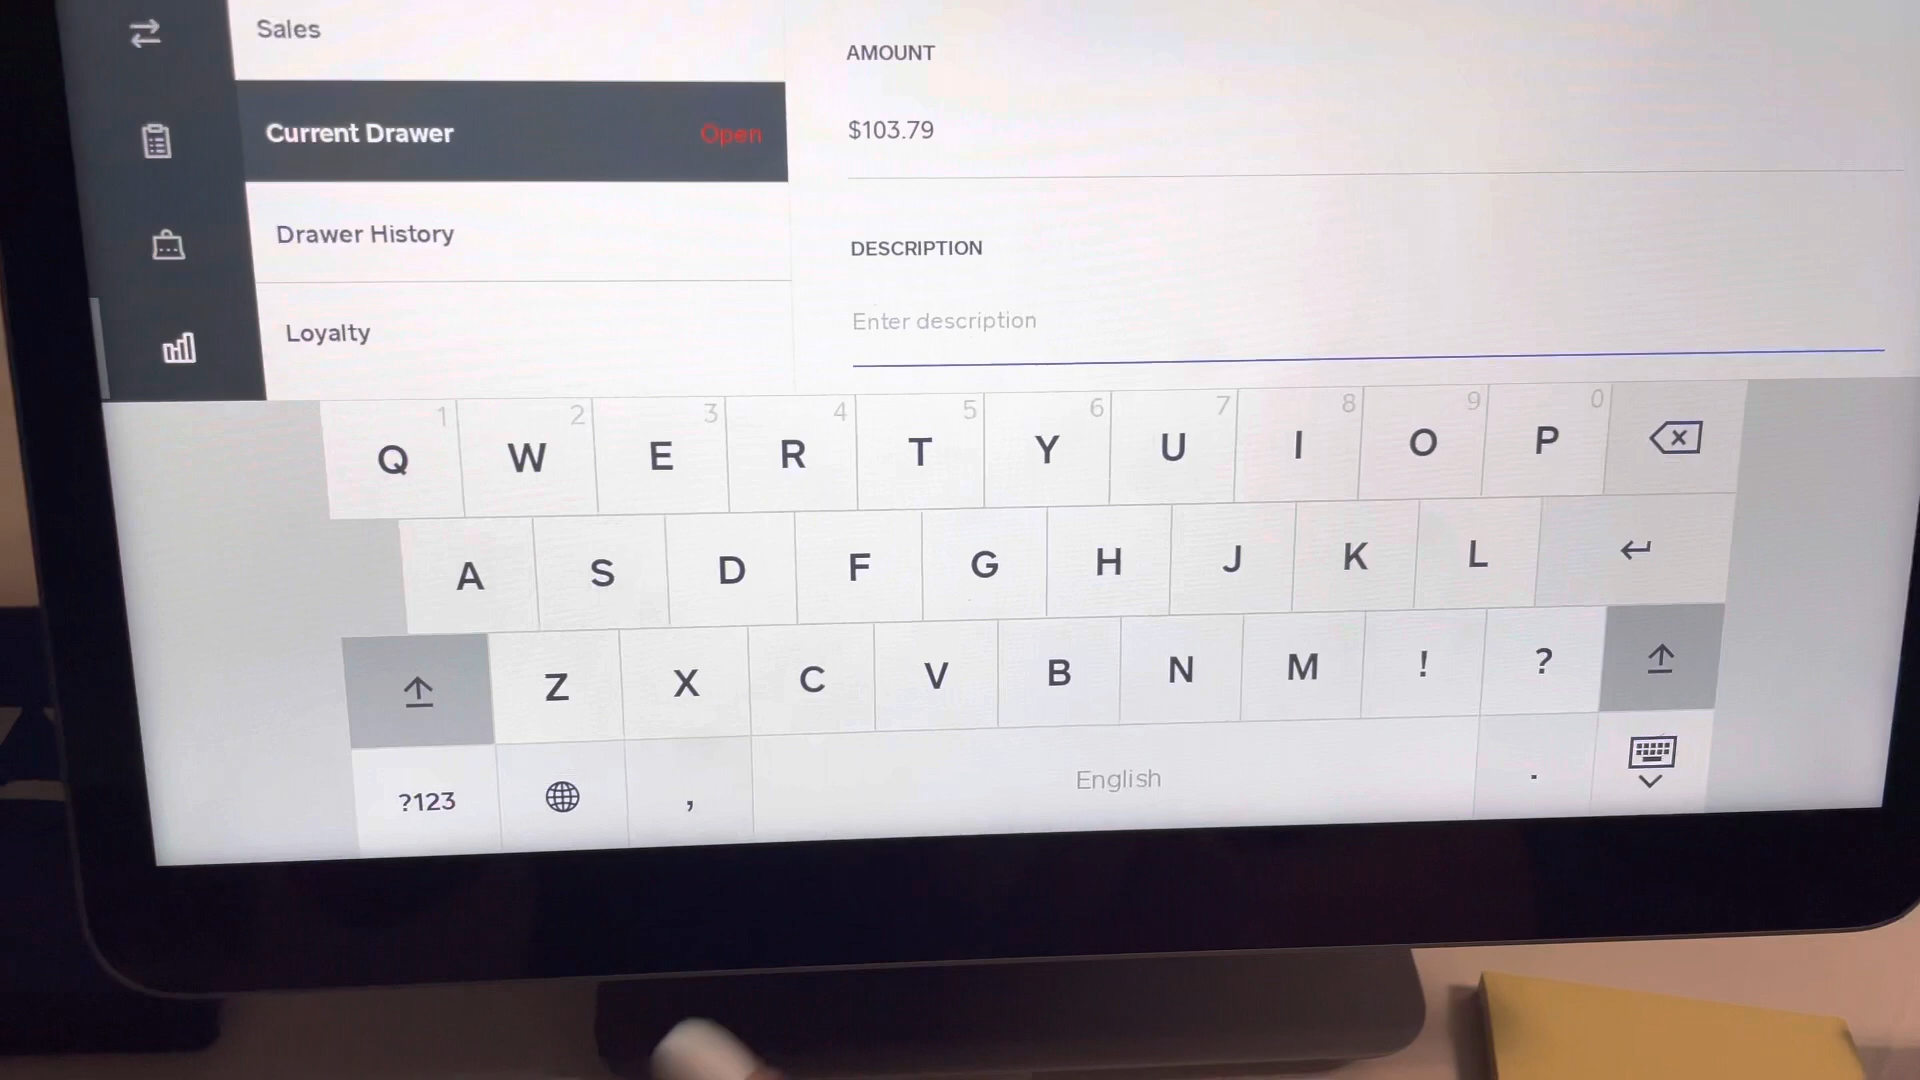 Sales
Current Drawer Open
Drawer History
Loyalty
AMOUNT
$103.79
DESCRIPTION
Enter description
1 2 3 4 5 6 7 8 9 0
Q W E R T Y U I O P
A S D F G H J K L
Z X C V B N M ! ?
?123 , English .